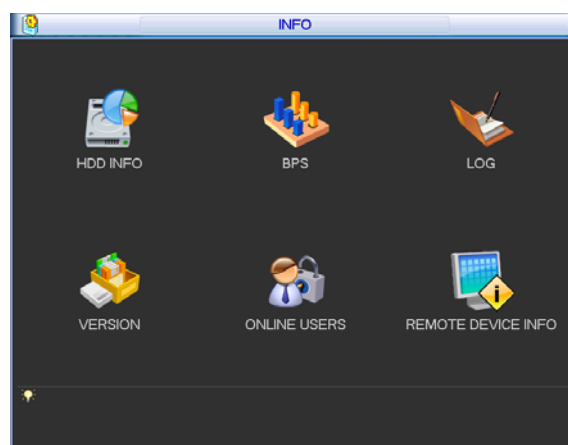 INFO
HDD INFO
BPS
LOG
VERSION
ONLINE USERS
REMOTE DEVICE INFO